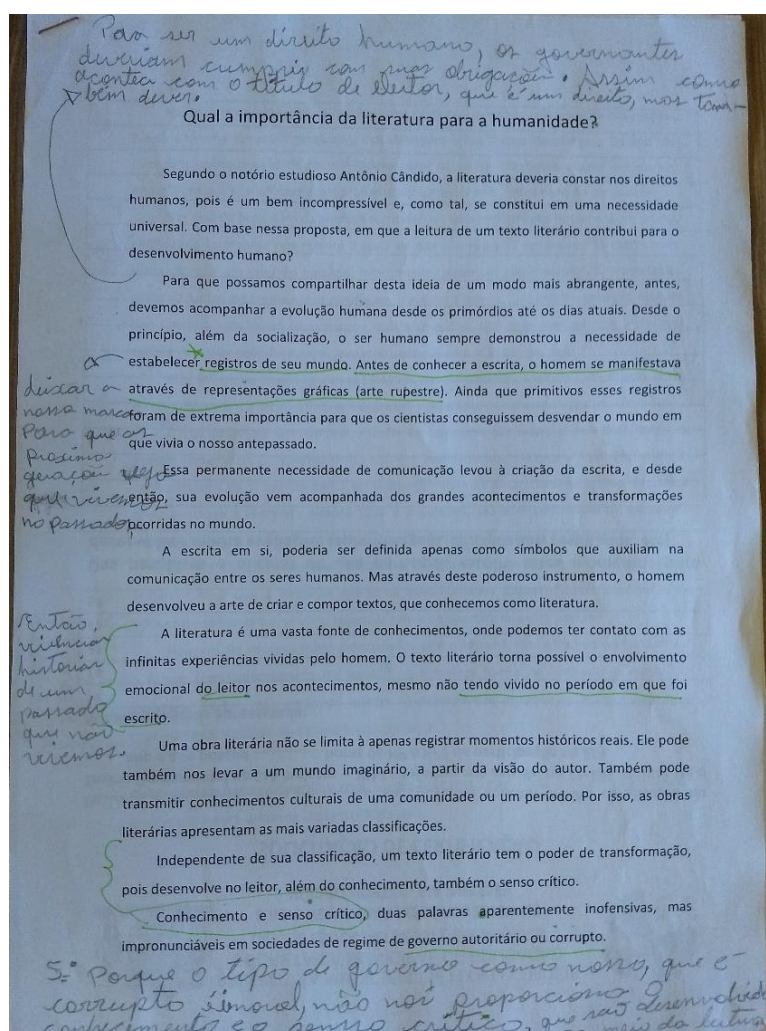 Para ser um direito humano, os governantes
deveriam cumprir com suas obrigações. Assim como
acontece com o título de eleitor, que é um direito, mas tam-
bém dever.
Qual a importância da literatura para a humanidade?
Segundo o notório estudioso Antônio Cândido, a literatura deveria constar nos direitos
humanos, pois é um bem incompressível e, como tal, se constitui em uma necessidade
universal. Com base nessa proposta, em que a leitura de um texto literário contribui para o
desenvolvimento humano?
Para que possamos compartilhar desta ideia de um modo mais abrangente, antes,
devemos acompanhar a evolução humana desde os primórdios até os dias atuais. Desde o
princípio, além da socialização, o ser humano sempre demonstrou a necessidade de
estabelecer registros de seu mundo. Antes de conhecer a escrita, o homem se manifestava
através de representações gráficas (arte rupestre). Ainda que primitivos esses registros
foram de extrema importância para que os cientistas conseguissem desvendar o mundo em
que vivia o nosso antepassado.
deixar a
nossa marca
Para que as
proximo
geraçoi
que vivemos
no passado
Essa permanente necessidade de comunicação levou à criação da escrita, e desde
então, sua evolução vem acompanhada dos grandes acontecimentos e transformações
ocorridas no mundo.
A escrita em si, poderia ser definida apenas como símbolos que auxiliam na
comunicação entre os seres humanos. Mas através deste poderoso instrumento, o homem
desenvolveu a arte de criar e compor textos, que conhecemos como literatura.
Então,
historias
de um
passado
que não
vivemos.
A literatura é uma vasta fonte de conhecimentos, onde podemos ter contato com as
infinitas experiências vividas pelo homem. O texto literário torna possível o envolvimento
emocional do leitor nos acontecimentos, mesmo não tendo vivido no período em que foi
escrito.
Uma obra literária não se limita à apenas registrar momentos históricos reais. Ele pode
também nos levar a um mundo imaginário, a partir da visão do autor. Também pode
transmitir conhecimentos culturais de uma comunidade ou um período. Por isso, as obras
literárias apresentam as mais variadas classificações.
Independente de sua classificação, um texto literário tem o poder de transformação,
pois desenvolve no leitor, além do conhecimento, também o senso crítico.
Conhecimento e senso crítico, duas palavras aparentemente inofensivas, mas
impronunciáveis em sociedades de regime de governo autoritário ou corrupto.
5.º Porque o tipo de governo como nosso, que é
corrupto imoral, não nos proporciona o
conhecimento e o senso crítico, que são desenvolvidos